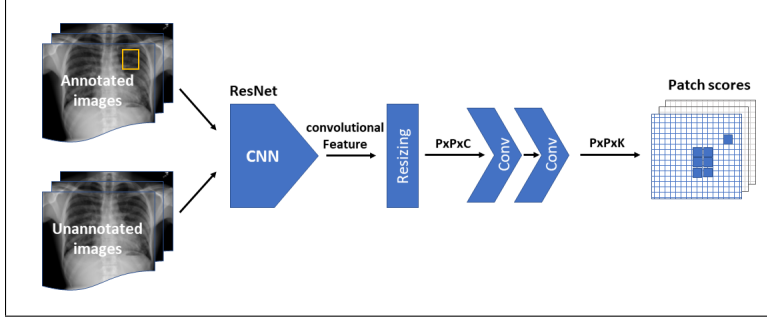 Annotated
images
Unannotated
images
ResNet
CNN
convolutional
Feature
Resizing
PxPxC
Conv
Conv
PxPxK
Patch scores